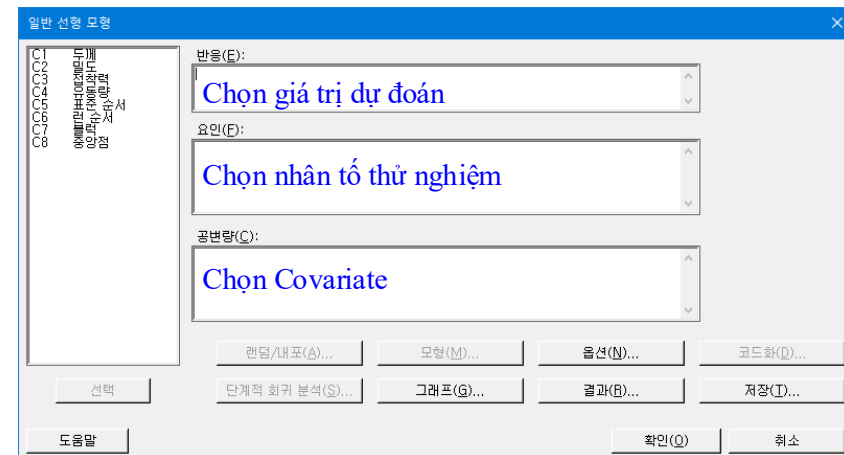 일반 선형 모형
C1 두께
C2 밀도
C3 접착력
C4 유동량
C5 표준 순서
C6 런 순서
C7 블럭
C8 중앙점
반응(E):
Chọn giá trị dự đoán
요인(F):
Chọn nhân tố thử nghiệm
공변량(C):
Chọn Covariate
랜덤/내포(A)... 모형(M)... 옵션(N)... 코드화(D)...
선택 단계적 회귀 분석(S)... 그래프(G)... 결과(R)... 저장(T)...
도움말 확인(O) 취소